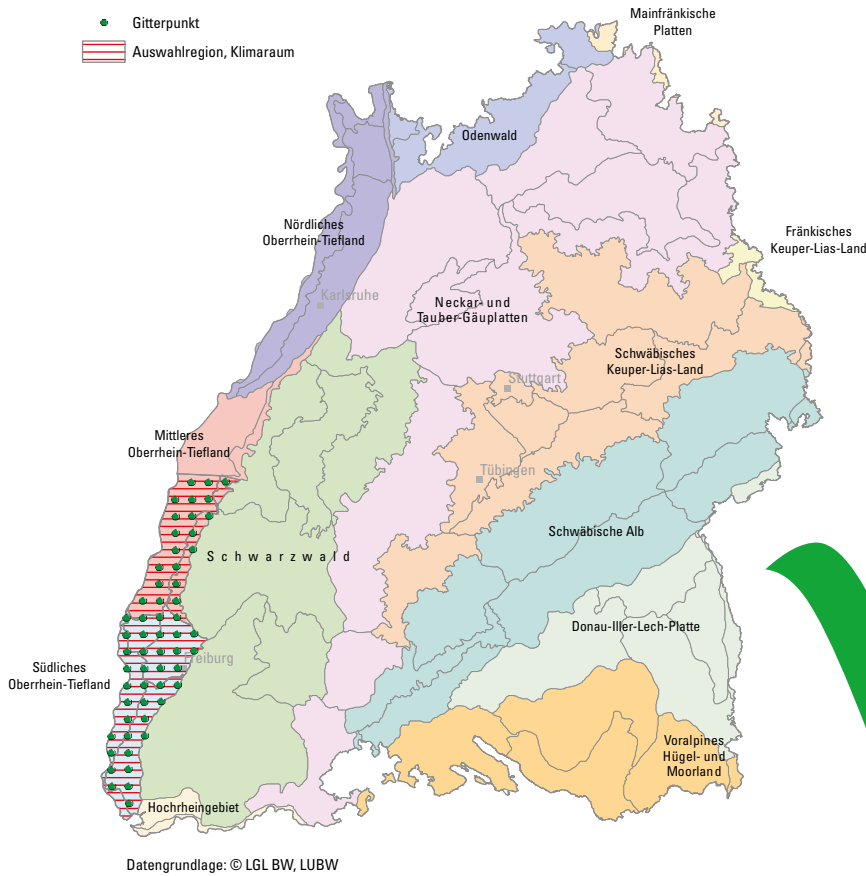 Gitterpunkt
Auswahlregion, Klimaraum
Mainfränkische
Platten
Odenwald
Nördliches
Oberrhein-Tiefland
Fränkisches
Keuper-Lias-Land
Karlsruhe
Neckar- und
Tauber-Gäuplatten
Schwäbisches
Keuper-Lias-Land
Stuttgart
Mittleres
Oberrhein-Tiefland
Tübingen
Schwäbische Alb
Schwarzwald
Donau-Iller-Lech-Platte
Südliches
Oberrhein-Tiefland
Freiburg
Voralpines
Hügel- und
Moorland
Hochrheingebiet
Datengrundlage: © LGL BW, LUBW